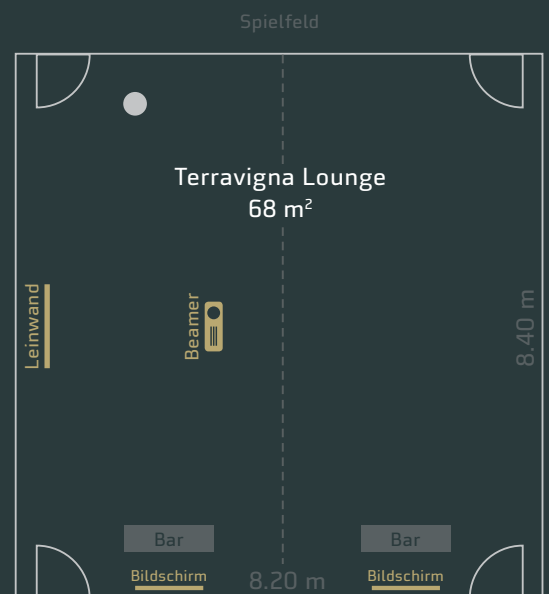 Spielfeld
Terravigna Lounge
68 m²
Leinwand
Beamer
8.40 m
Bar
Bar
Bildschirm
8.20 m
Bildschirm